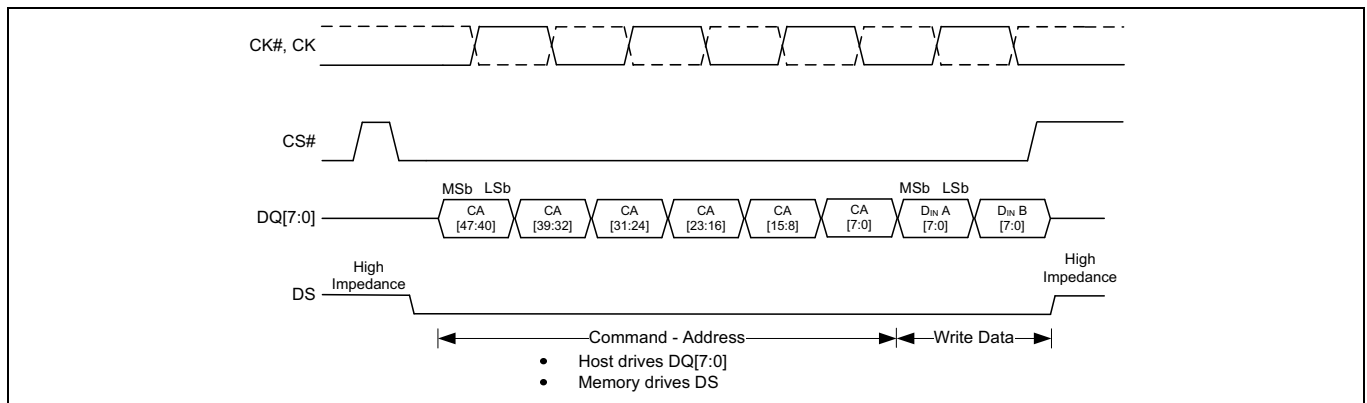 CK#, CK
CS#
MSb LSb MSb LSb
DQ[7:0] CA [47:40] CA [39:32] CA [31:24] CA [23:16] CA [15:8] CA [7:0] DIN A [7:0] DIN B [7:0]
High Impedance High Impedance
DS
Command - Address Write Data
• Host drives DQ[7:0]
• Memory drives DS